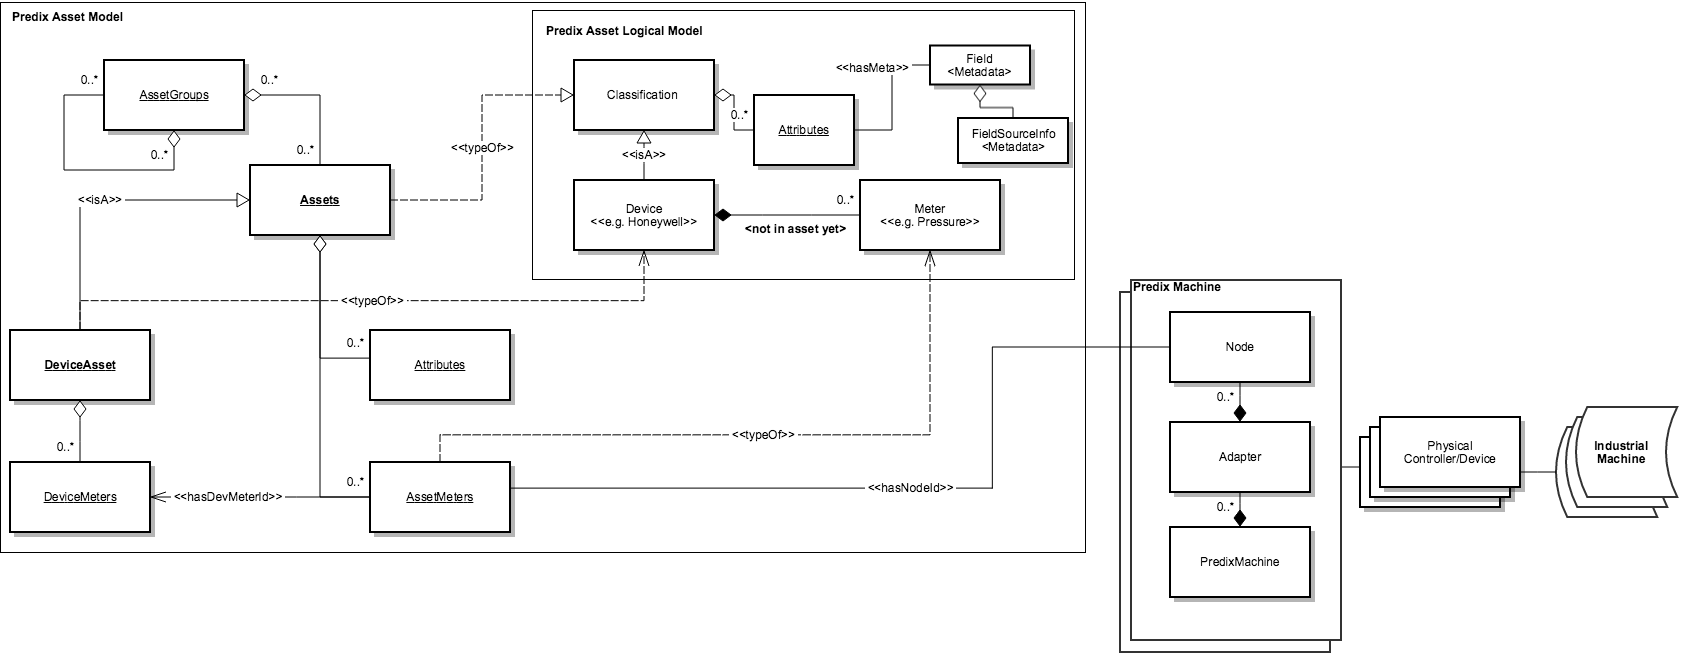 Predix Asset Model
Predix Asset Logical Model
0..*
AssetGroups
0..*
0..*
0..*
<<isA>>
Assets
<<typeOf>>
Classification
0..*
Attributes
<<hasMeta>>
Field
<Metadata>
FieldSourceInfo
<Metadata>
<<isA>>
Device
<<e.g. Honeywell>>
0..*
<not in asset yet>
Meter
<<e.g. Pressure>>
<<typeOf>>
DeviceAsset
0..*
Attributes
0..*
<<typeOf>>
DeviceMeters
<<hasDevMeterId>>
0..*
AssetMeters
<<hasNodeId>>
Predix Machine
Node
0..*
Adapter
0..*
PredixMachine
Physical
Controller/Device
Industrial
Machine